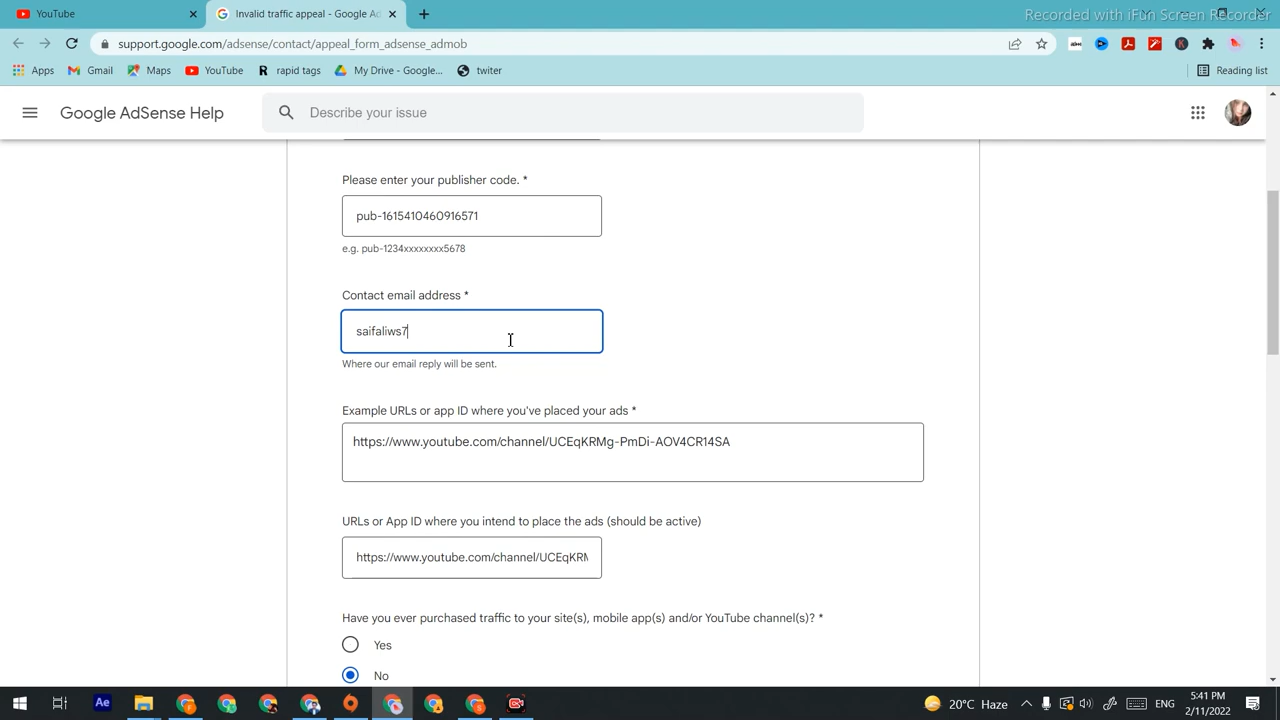 YouTube
Invalid traffic appeal - Google Ad
Recorded with iFun Screen Recorder
support.google.com/adsense/contact/appeal_form_adsense_admob
Apps
Gmail
Maps
YouTube
rapid tags
My Drive - Google...
twiter
Reading list
Google AdSense Help
Describe your issue
Please enter your publisher code. *
pub-1615410460916571
e.g. pub-1234xxxxxxxx5678
Contact email address *
saifaliws7
Where our email reply will be sent.
Example URLs or app ID where you've placed your ads *
https://www.youtube.com/channel/UCEqKRMg-PmDi-AOV4CR14SA
URLs or App ID where you intend to place the ads (should be active)
https://www.youtube.com/channel/UCEqKRM
Have you ever purchased traffic to your site(s), mobile app(s) and/or YouTube channel(s)? *
Yes
No
Ae
20°C Haze
ENG
5:41 PM
2/11/2022